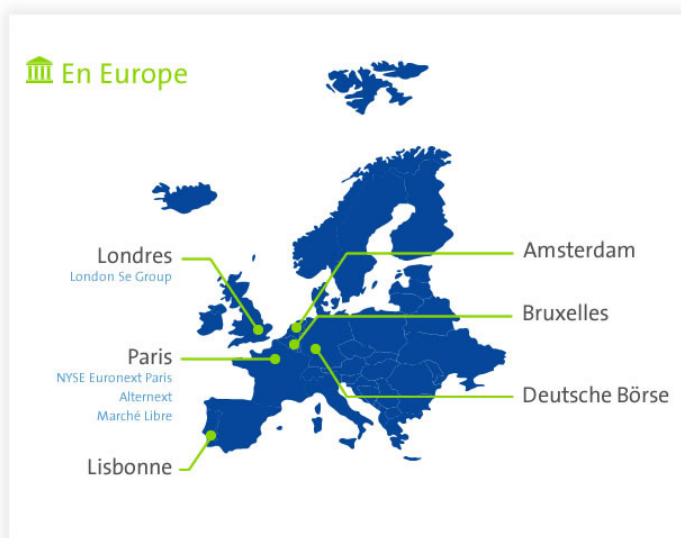 En Europe
Londres
London Se Group
Paris
NYSE Euronext Paris
Alternext
Marché Libre
Lisbonne
Amsterdam
Bruxelles
Deutsche Börse